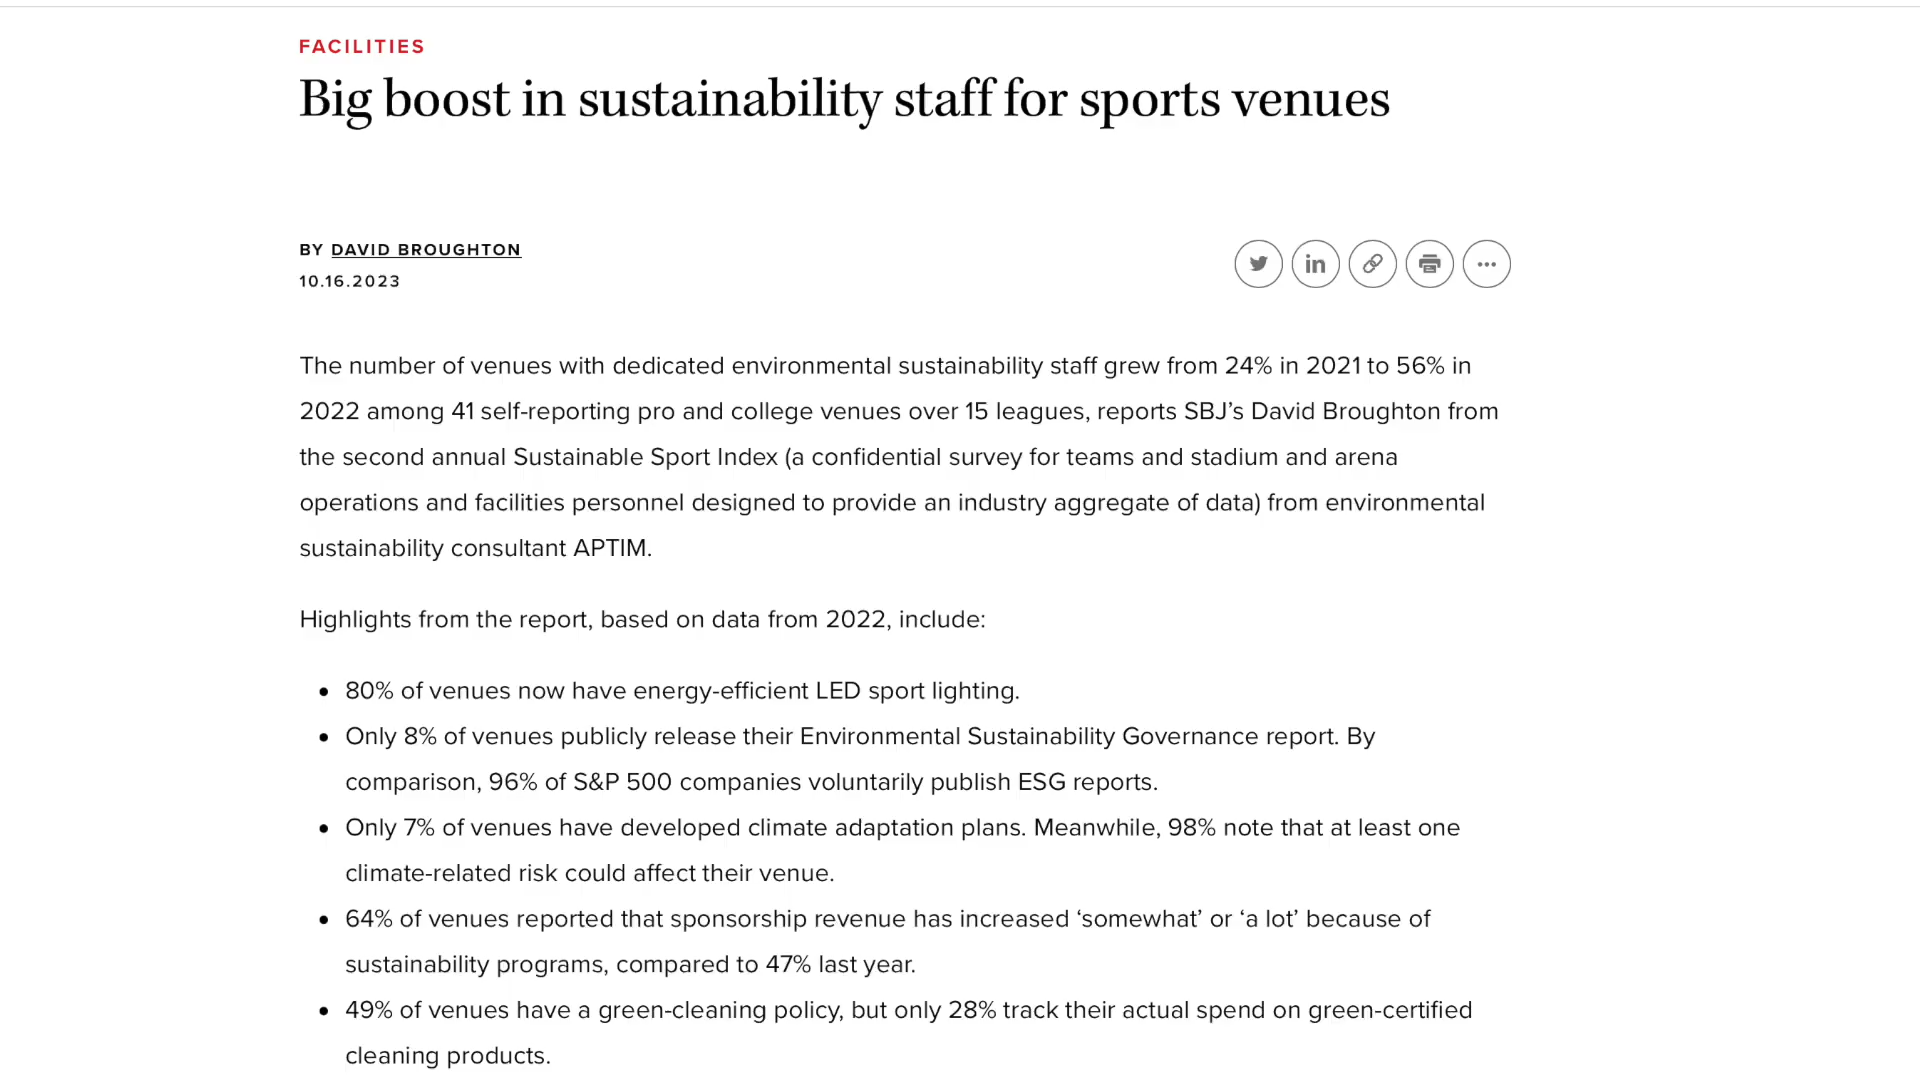 FACILITIES
Big boost in sustainability staff for sports venues
BY DAVID BROUGHTON
10.16.2023
The number of venues with dedicated environmental sustainability staff grew from 24% in 2021 to 56% in
2022 among 41 self-reporting pro and college venues over 15 leagues, reports SBJ’s David Broughton from
the second annual Sustainable Sport Index (a confidential survey for teams and stadium and arena
operations and facilities personnel designed to provide an industry aggregate of data) from environmental
sustainability consultant APTIM.
Highlights from the report, based on data from 2022, include:
• 80% of venues now have energy-efficient LED sport lighting.
• Only 8% of venues publicly release their Environmental Sustainability Governance report. By
comparison, 96% of S&P 500 companies voluntarily publish ESG reports.
• Only 7% of venues have developed climate adaptation plans. Meanwhile, 98% note that at least one
climate-related risk could affect their venue.
• 64% of venues reported that sponsorship revenue has increased ‘somewhat’ or ‘a lot’ because of
sustainability programs, compared to 47% last year.
• 49% of venues have a green-cleaning policy, but only 28% track their actual spend on green-certified
cleaning products.